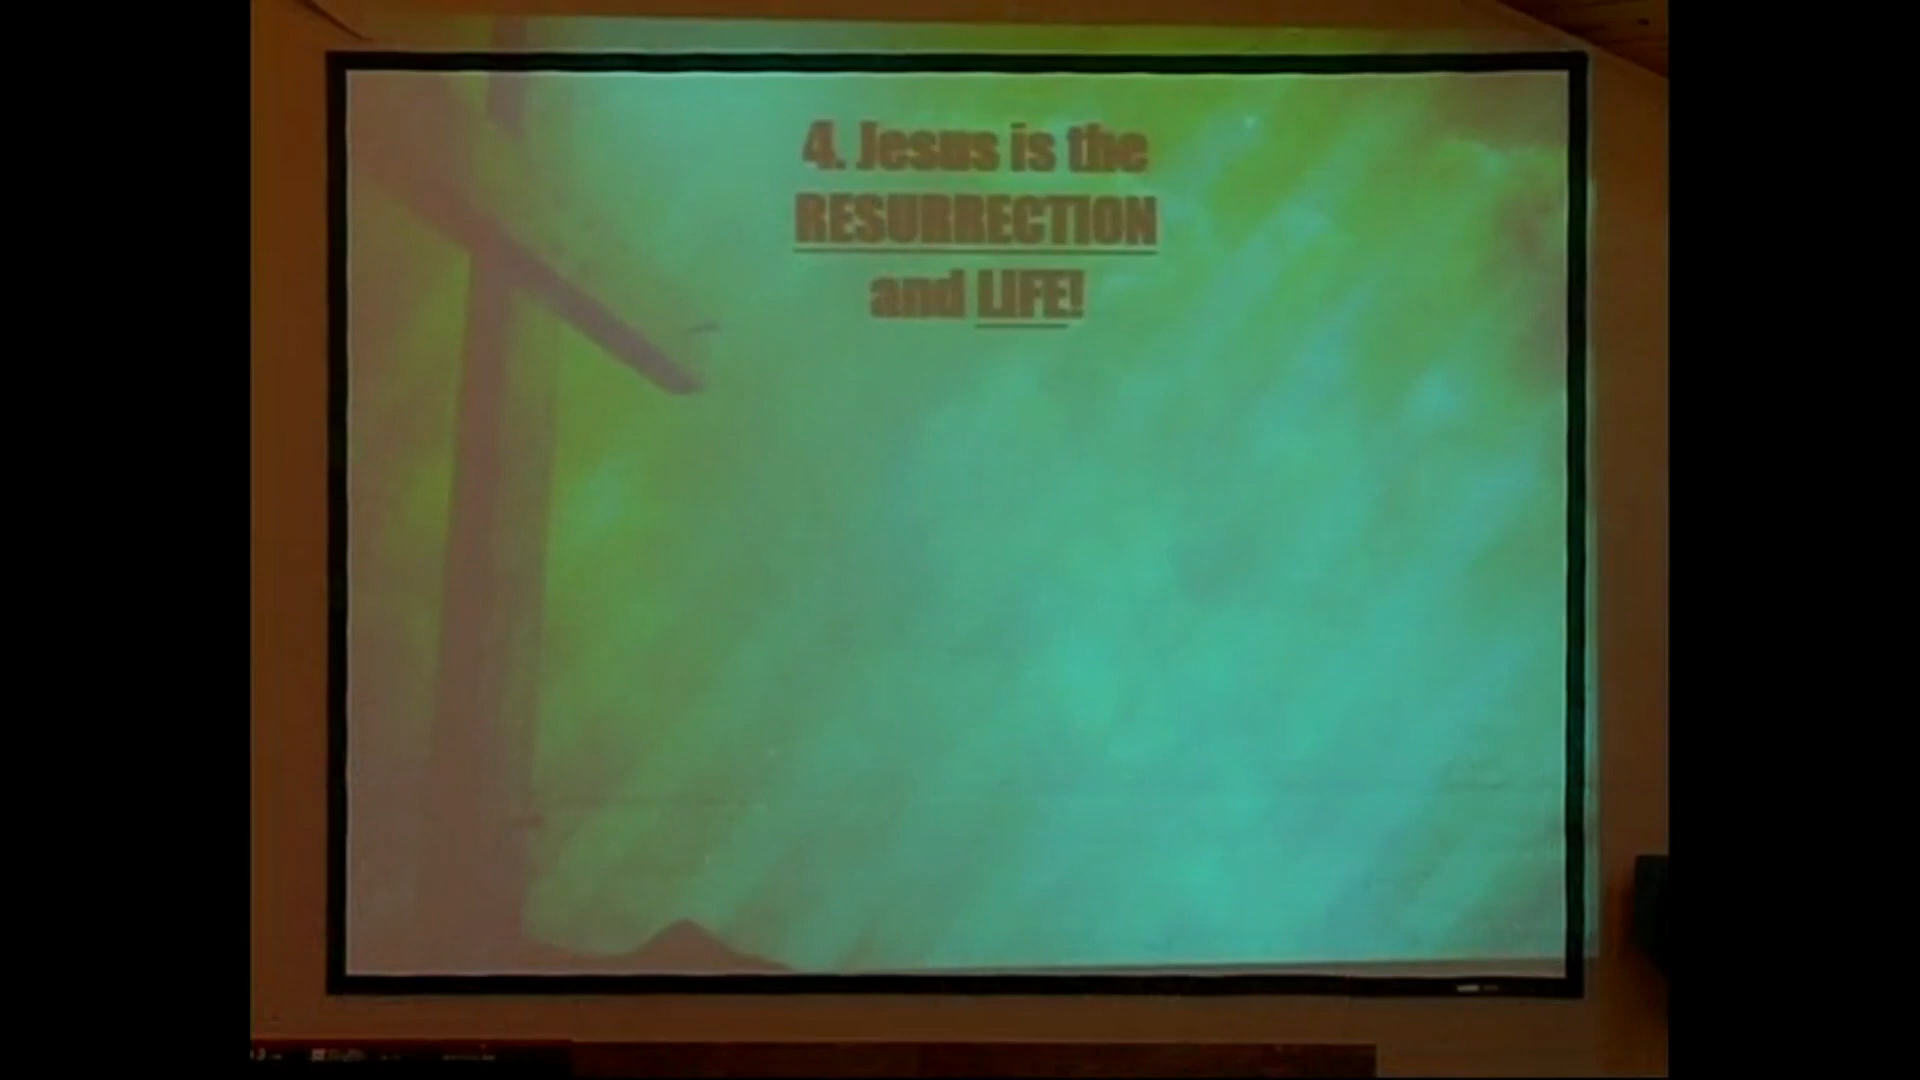 4. Jesus is the
RESURRECTION
and LIFE!